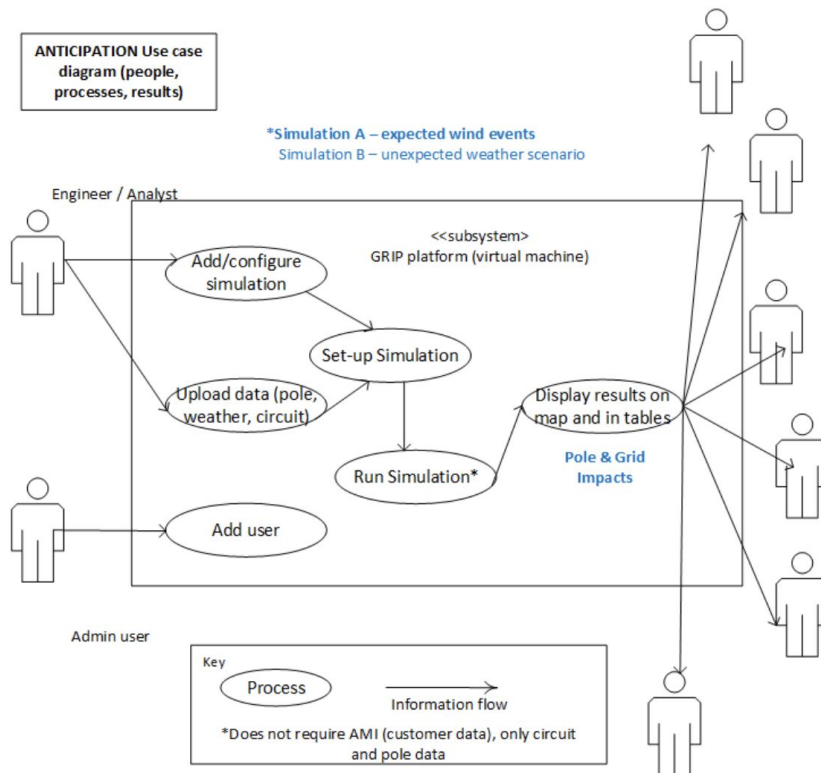 ANTICIPATION Use case
diagram (people,
processes, results)
*Simulation A – expected wind events
Simulation B – unexpected weather scenario
Engineer / Analyst
<<subsystem>
GRIP platform (virtual machine)
Add/configure
simulation
Set-up Simulation
Upload data (pole,
weather, circuit)
Display results on
map and in tables
Run Simulation*
Pole & Grid
Impacts
Add user
Admin user
Key
Process
Information flow
*Does not require AMI (customer data), only circuit
and pole data